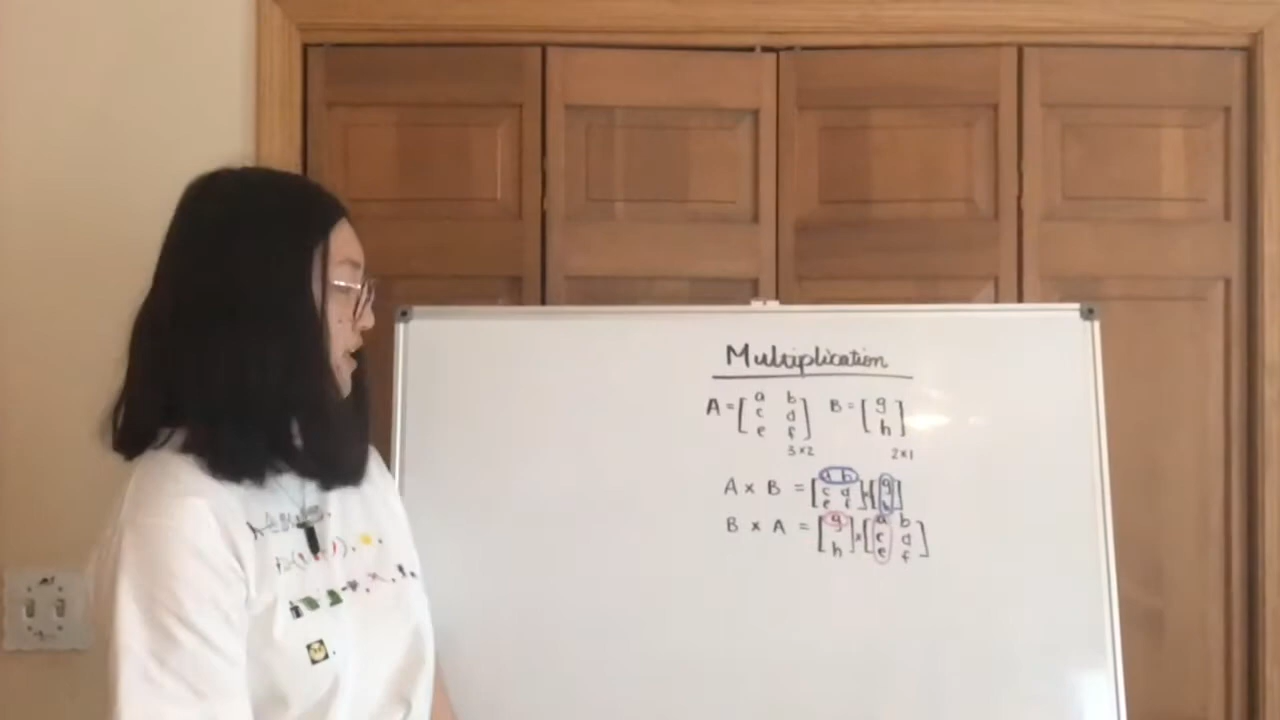 Multiplication
A = [ a b B = [ g
c d h ]
e f ]
3×2 2×1
A × B = [ a b c d e f ] × [ g h ]
B × A = [ g h ] × [ a b c d e f ]